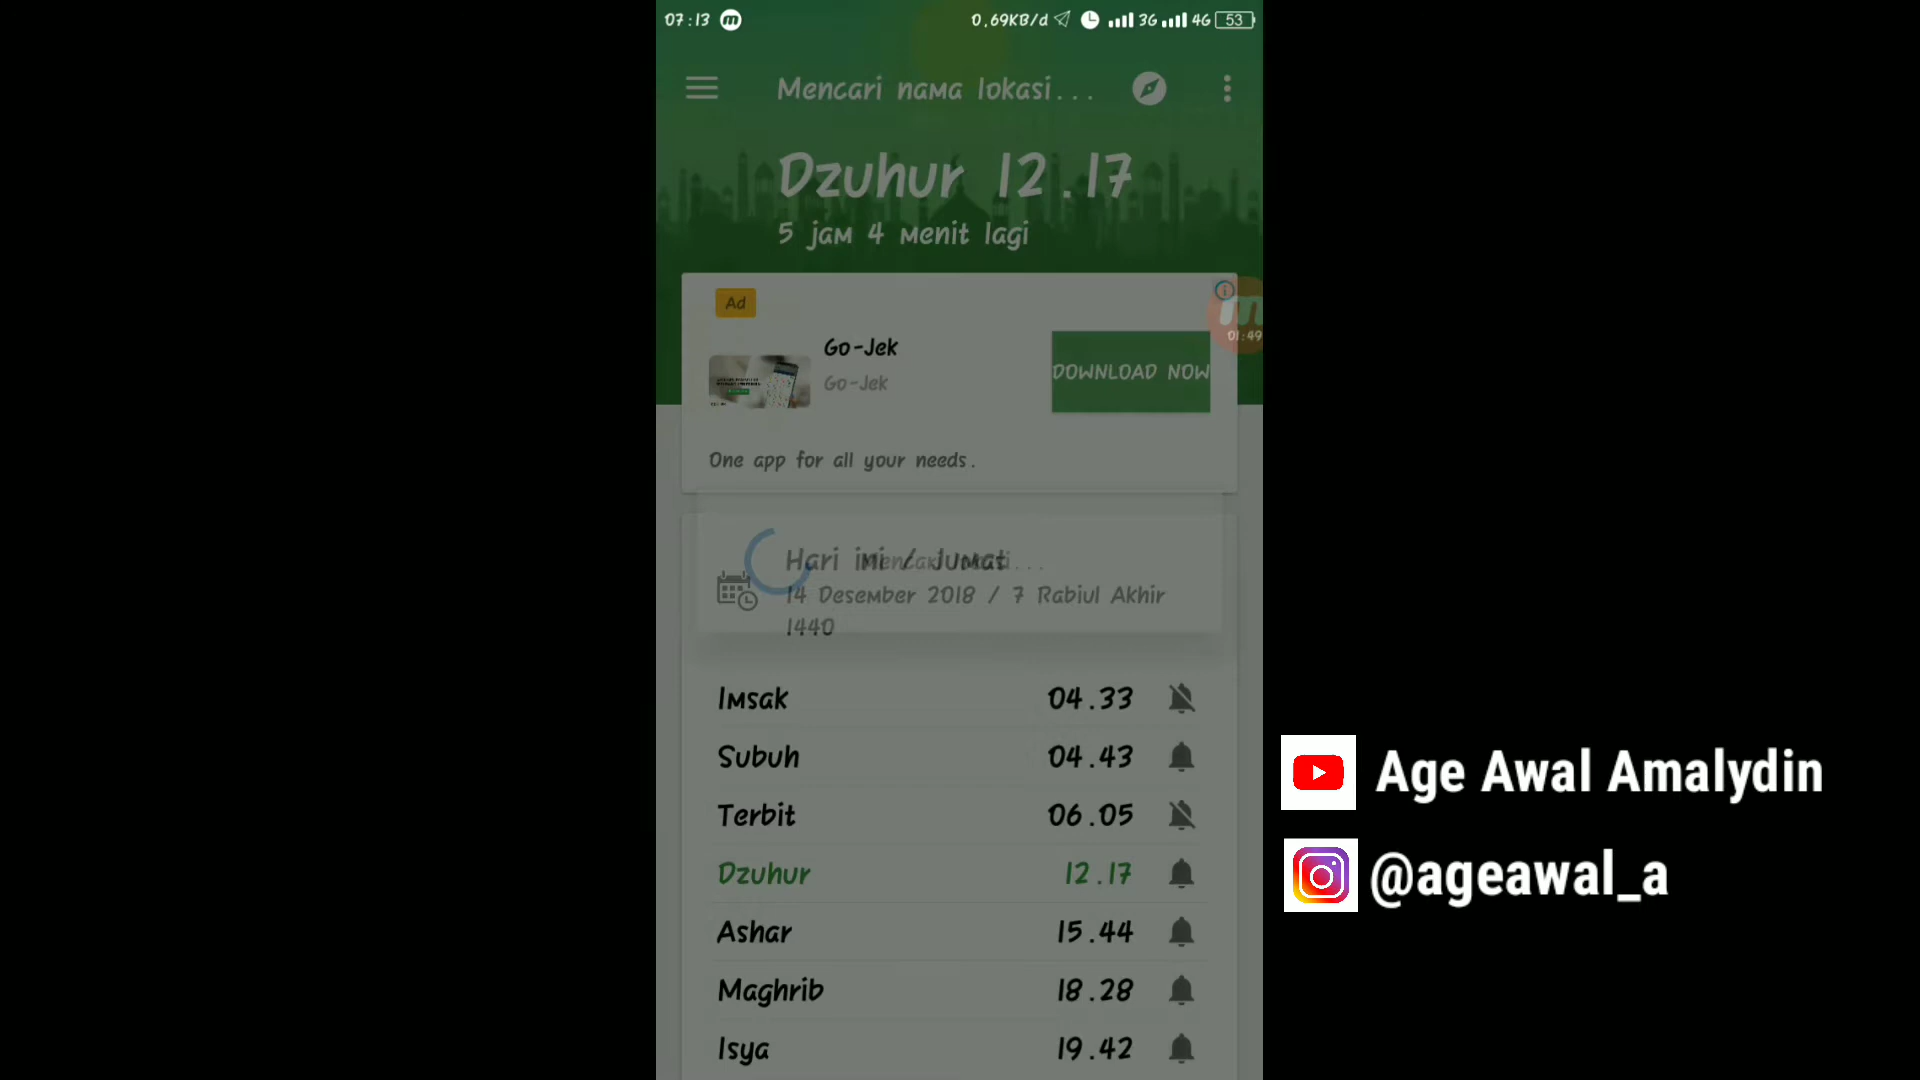 07:13 0.69KB/d 3G 4G 53
Mencari nama lokasi...
Dzuhur 12.17
5 jam 4 menit lagi
Ad
Go-Jek
Go-Jek
DOWNLOAD NOW
01:49
One app for all your needs.
Hari ini / Jumat
14 Desember 2018 / 7 Rabiul Akhir
1440
Imsak 04.33
Subuh 04.43
Terbit 06.05
Dzuhur 12.17
Ashar 15.44
Maghrib 18.28
Isya 19.42
Age Awal Amalydin
@ageawal_a